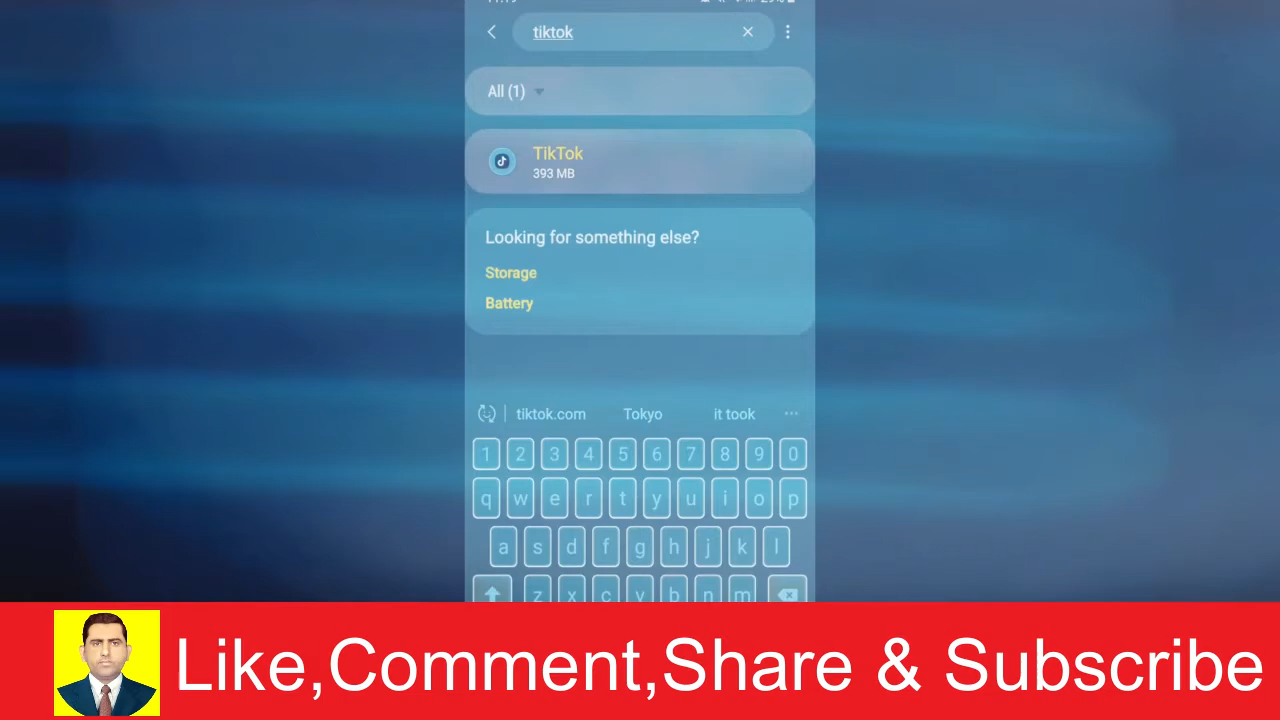 tiktok
All (1)
TikTok
393 MB
Looking for something else?
Storage
Battery
tiktok.com Tokyo it took
1 2 3 4 5 6 7 8 9 0
q w e r t y u i o p
a s d f g h j k l
z x c v b n m
Like,Comment,Share & Subscribe